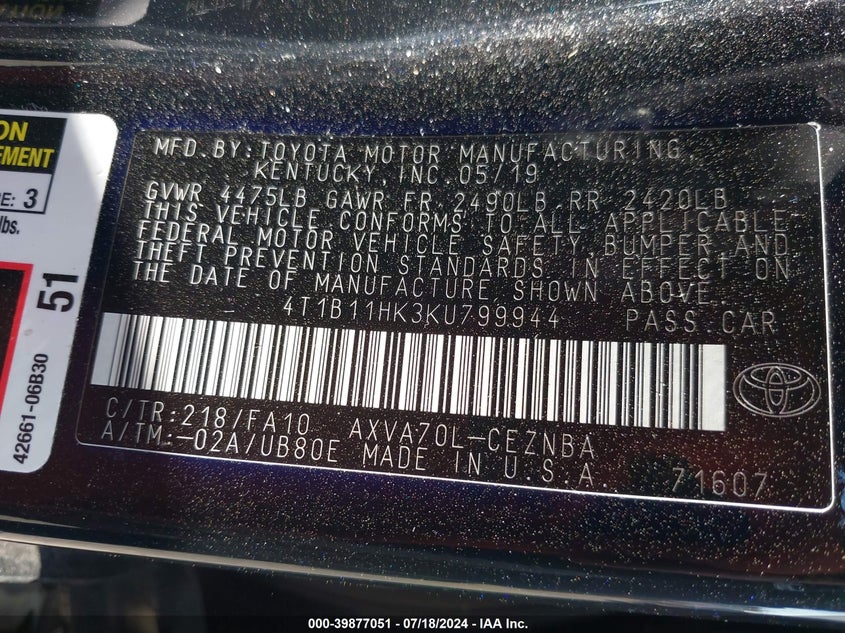 ON
EMENT
E: 3
lbs.
51
42661-06B30
MFD.BY:TOYOTA MOTOR MANUFACTURING,
KENTUCKY, INC 05/19
GVWR 4475LB GAWR FR 2490LB RR 2420LB
THIS VEHICLE CONFORMS TO ALL APPLICABLE
FEDERAL MOTOR VEHICLE SAFETY, BUMPER AND
THEFT PREVENTION STANDARDS IN EFFECT ON
THE DATE OF MANUFACTURE SHOWN ABOVE.
4T1B11HK3KU799944 PASS CAR
C/TR:218/FA10 AXVA70L-CEZNBA
A/TM:-02A/UB80E MADE IN U.S.A. 71607
000-39877051 - 07/18/2024 - IAA Inc.